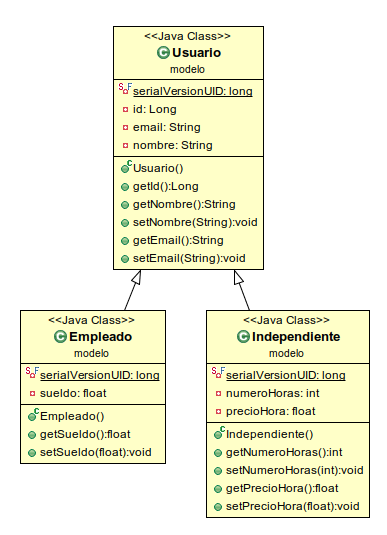 <<Java Class>>
Usuario
modelo
serialVersionUID: long
id: Long
email: String
nombre: String
Usuario()
getId():Long
getNombre():String
setNombre(String):void
getEmail():String
setEmail(String):void
<<Java Class>>
Empleado
modelo
serialVersionUID: long
sueldo: float
Empleado()
getSueldo():float
setSueldo(float):void
<<Java Class>>
Independiente
modelo
serialVersionUID: long
numeroHoras: int
precioHora: float
Independiente()
getNumeroHoras():int
setNumeroHoras(int):void
getPrecioHora():float
setPrecioHora(float):void